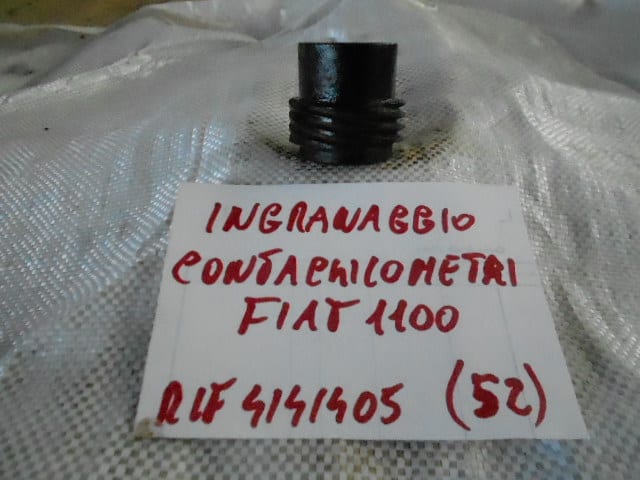 INGRANAGGIO
CONTACHILOMETRI
FIAT 1100
RIF 4141405 (52)